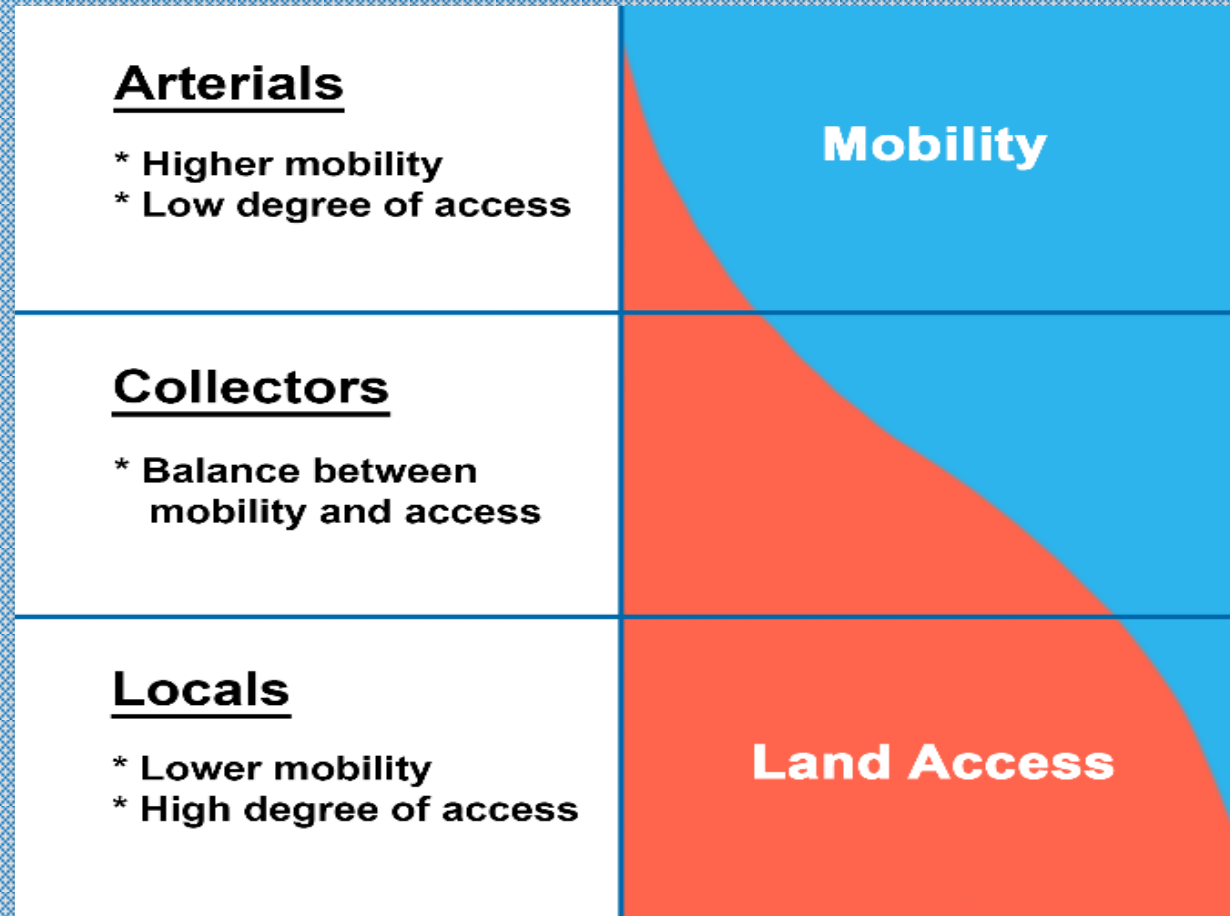 Arterials
* Higher mobility
* Low degree of access
Mobility
Collectors
* Balance between
mobility and access
Locals
* Lower mobility
* High degree of access
Land Access